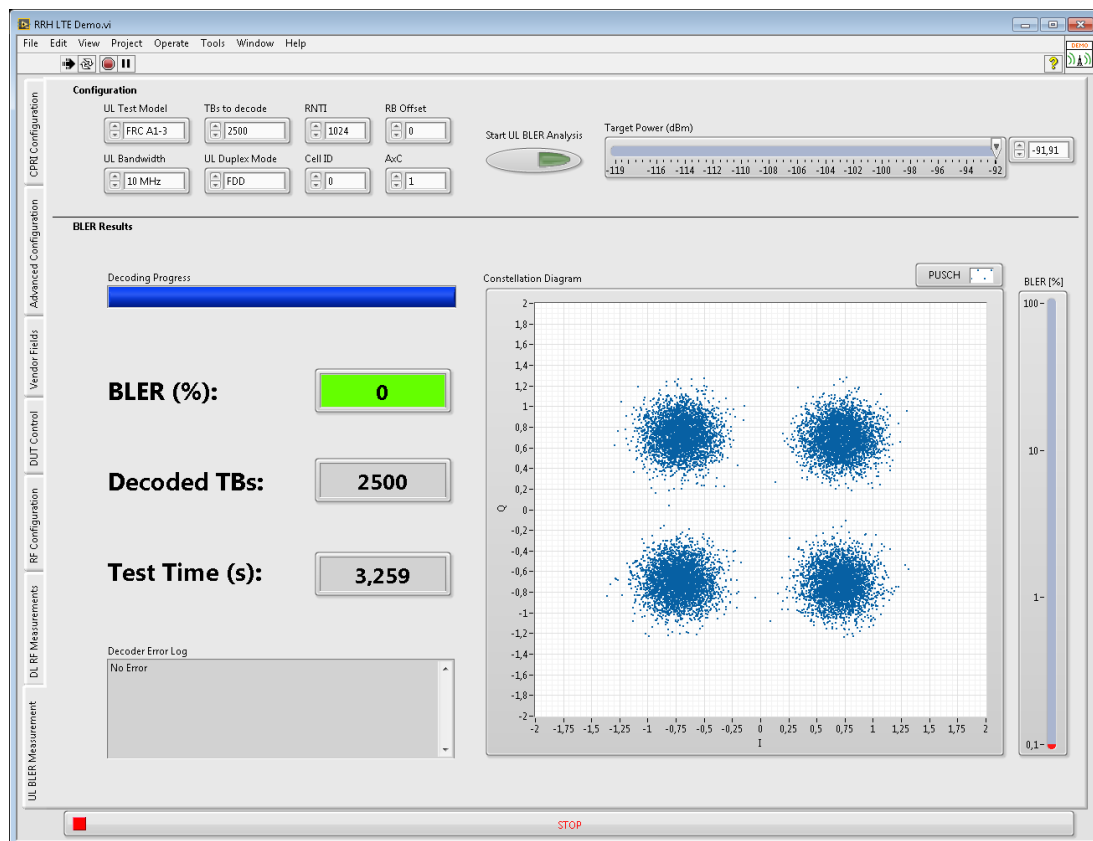 RRH LTE Demo.vi
File Edit View Project Operate Tools Window Help
DEMO
Configuration
UL Test Model TBs to decode RNTI RB Offset
FRC A1-3 2500 1024 0
UL Bandwidth UL Duplex Mode Cell ID AxC
10 MHz FDD 0 1
Start UL BLER Analysis
Target Power (dBm)
-119 -116 -114 -112 -110 -108 -106 -104 -102 -100 -98 -96 -94 -92
-91,91
CPRI Configuration
Advanced Configuration
Vendor Fields
DUT Control
RF Configuration
DL RF Measurements
UL BLER Measurement
BLER Results
Decoding Progress
BLER (%): 0
Decoded TBs: 2500
Test Time (s): 3,259
Decoder Error Log
No Error
Constellation Diagram
PUSCH
2
1,8
1,6
1,4
1,2
1
0,8
0,6
0,4
0,2
0
-0,2
-0,4
-0,6
-0,8
-1
-1,2
-1,4
-1,6
-1,8
-2
Q
-2 -1,75 -1,5 -1,25 -1 -0,75 -0,5 -0,25 0 0,25 0,5 0,75 1 1,25 1,5 1,75 2
I
BLER [%]
100
10
1
0,1
STOP